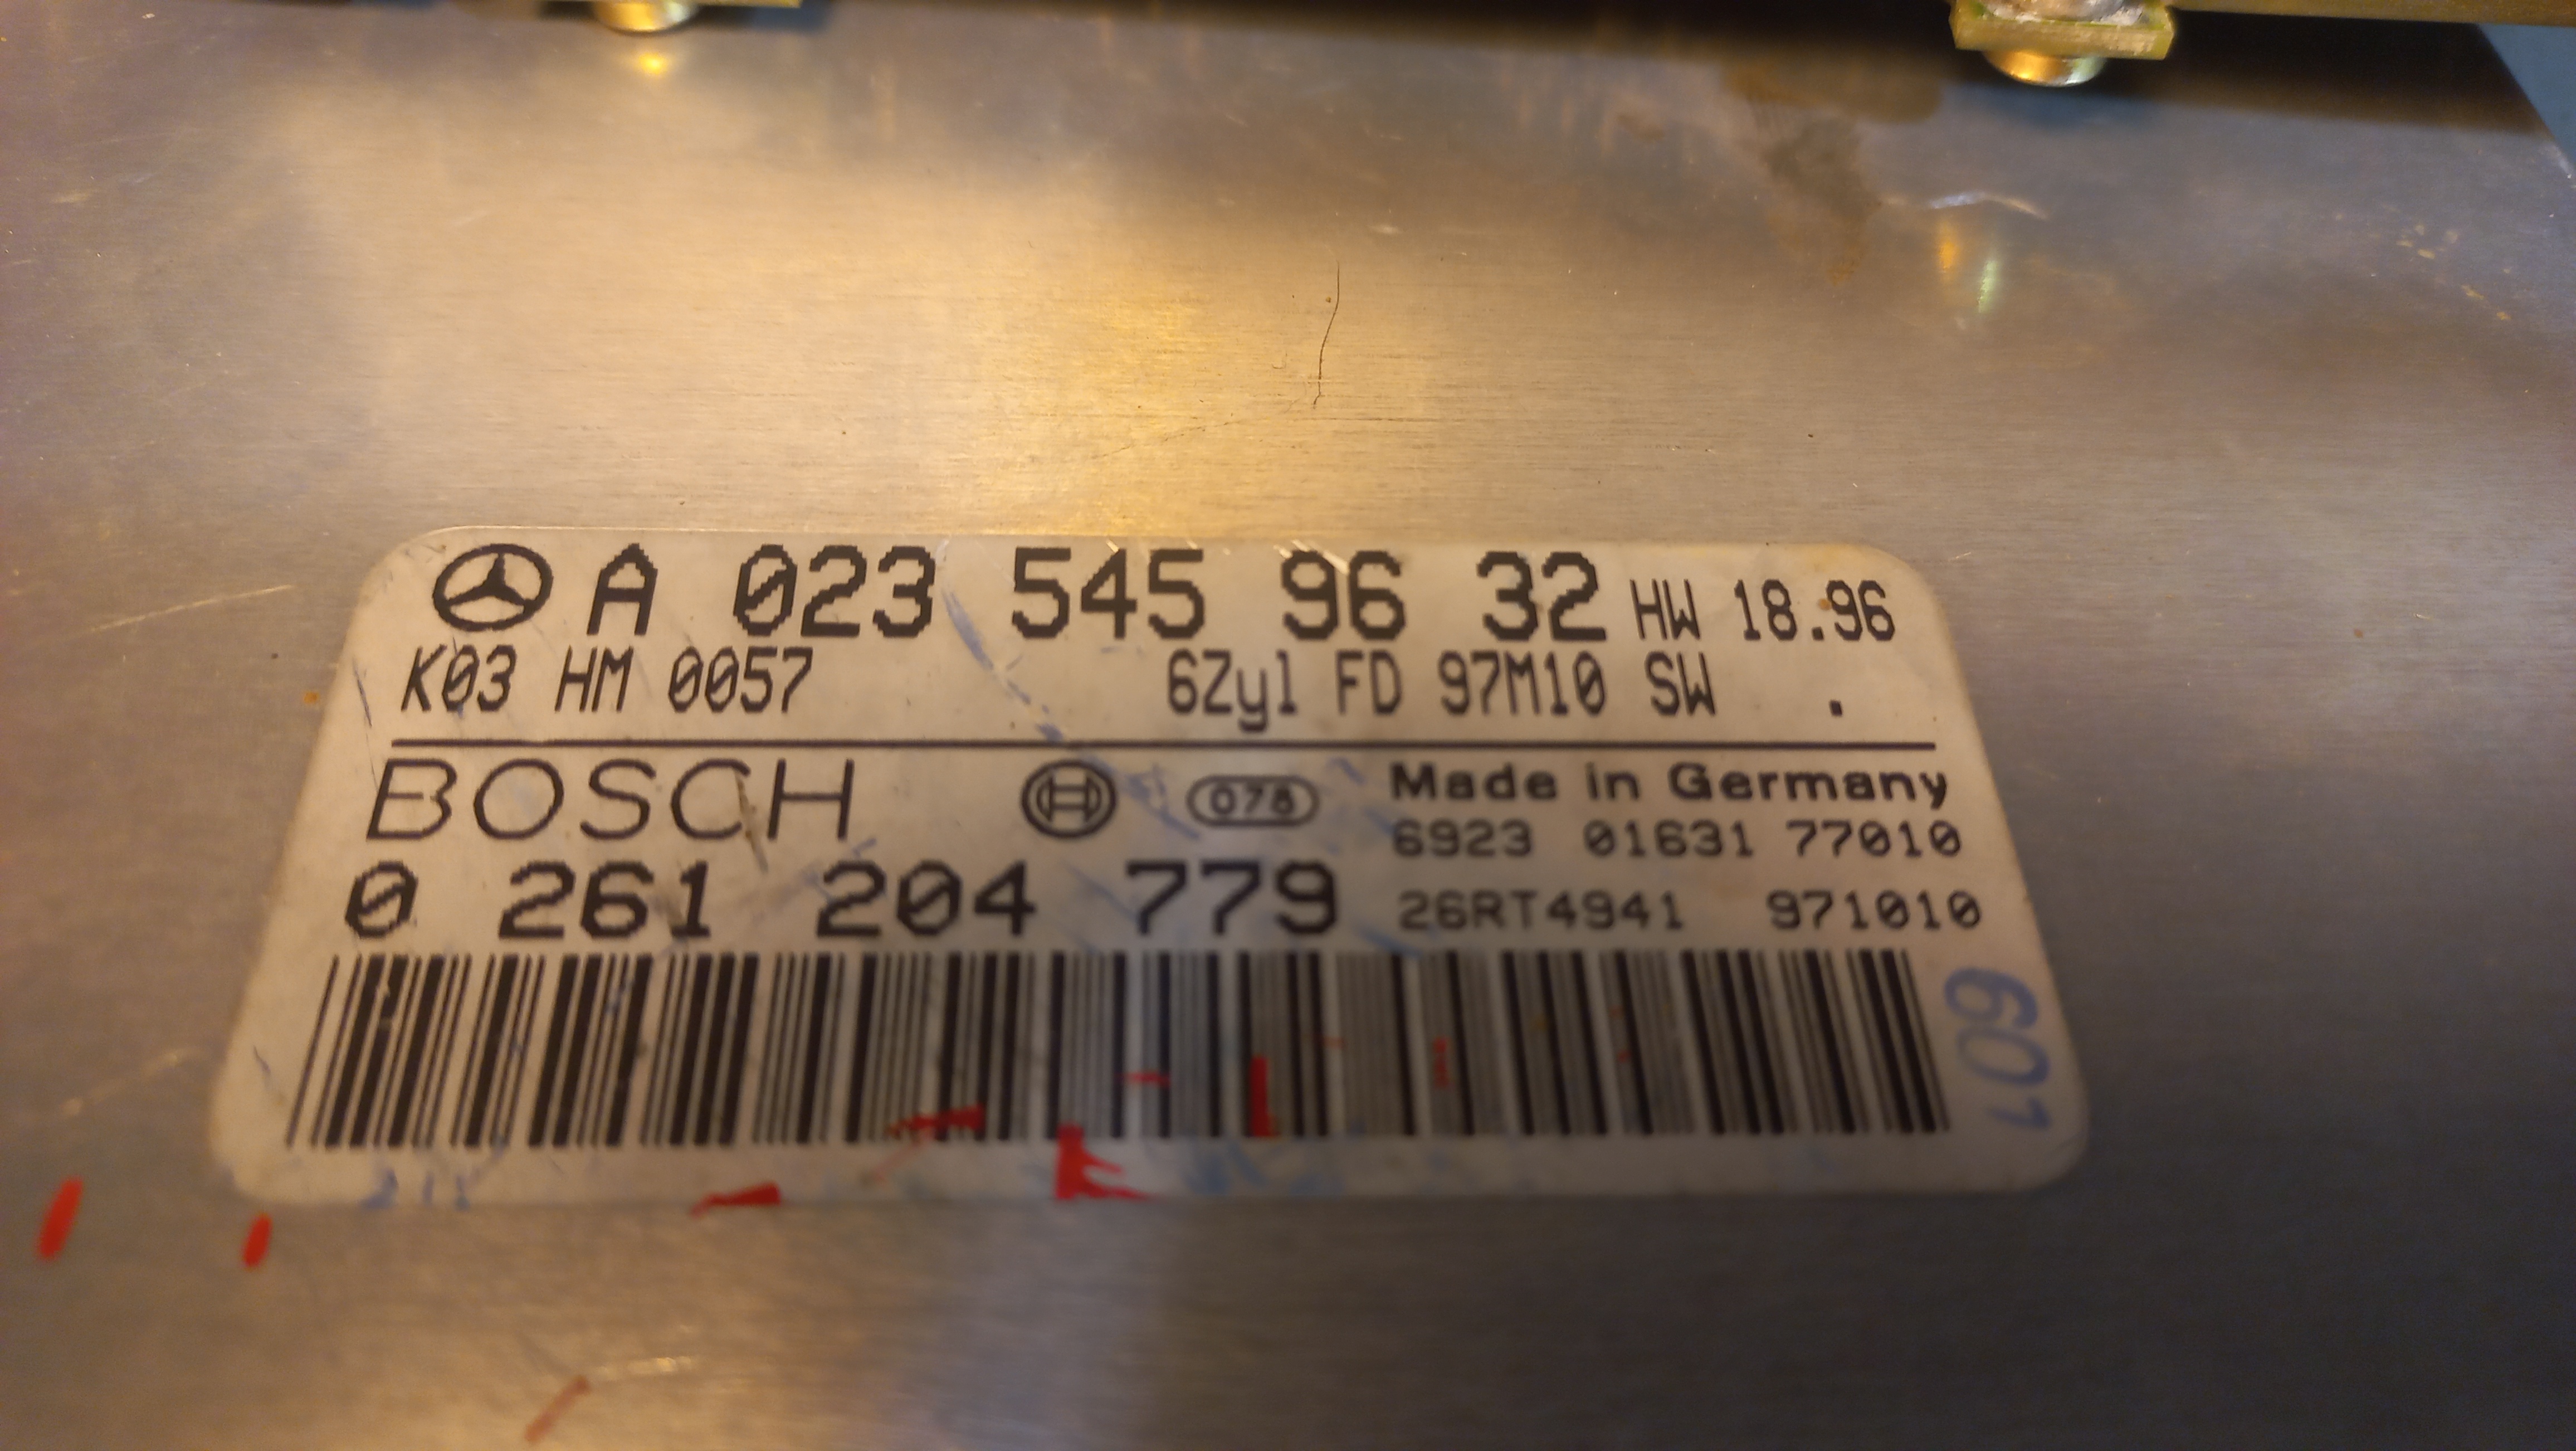 A 023 545 96 32 HW 18.96
K03 HM 0057 6Zyl FD 97M10 SW .
BOSCH 078 Made in Germany
6923 01631 77010
0 261 204 779 26RT4941 971010
601